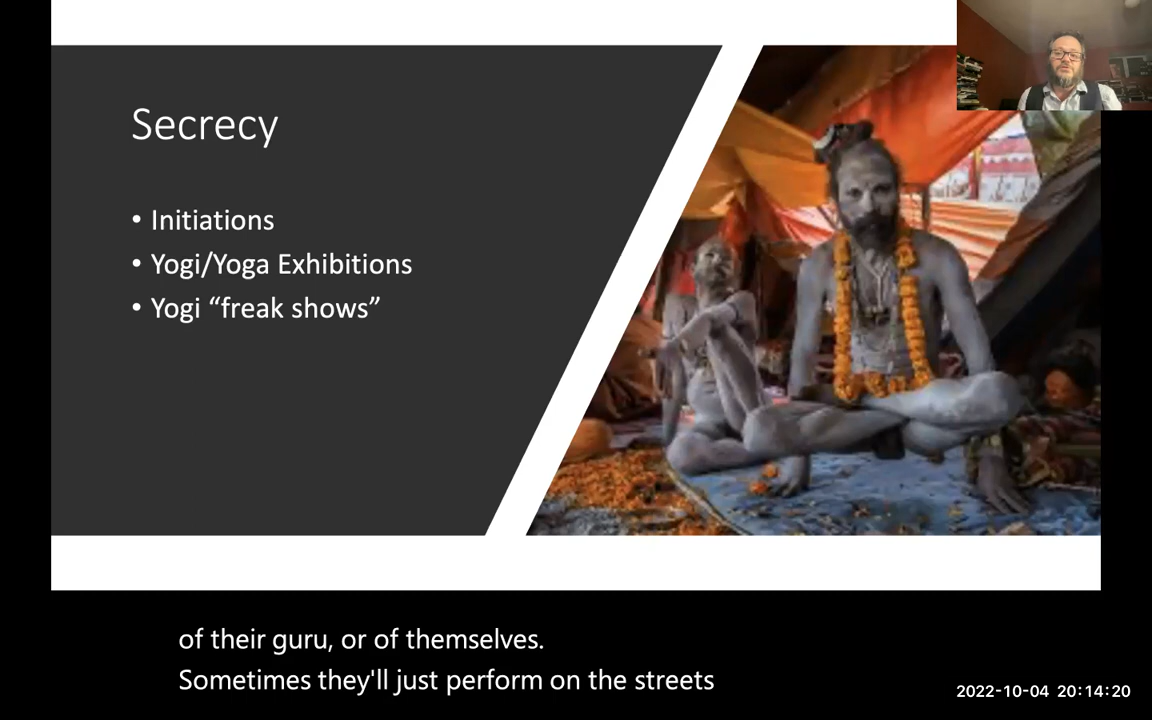 Secrecy
• Initiations
• Yogi/Yoga Exhibitions
• Yogi “freak shows”
of their guru, or of themselves.
Sometimes they'll just perform on the streets
2022-10-04 20:14:20